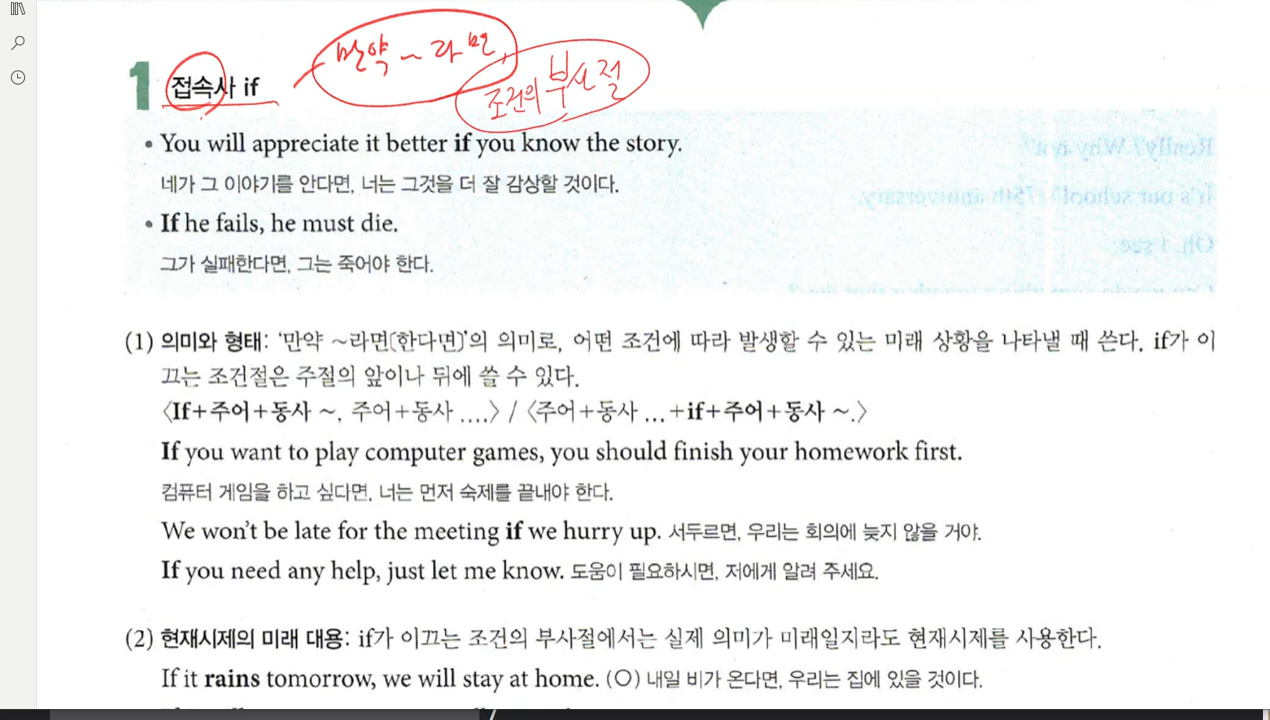 만약 ~ 라면
조건의 부사절
1 접속사 if
• You will appreciate it better if you know the story.
네가 그 이야기를 안다면, 너는 그것을 더 잘 감상할 것이다.
• If he fails, he must die.
그가 실패한다면, 그는 죽어야 한다.
Really? Why not?
It's our school's 75th anniversary.
Oh, I see.
(1) 의미와 형태: ‘만약 ~라면(한다면)’의 의미로, 어떤 조건에 따라 발생할 수 있는 미래 상황을 나타낼 때 쓴다. if가 이
끄는 조건절은 주절의 앞이나 뒤에 쓸 수 있다.
〈If+주어+동사 ~, 주어+동사 ....〉 / 〈주어+동사 ...+if+주어+동사 ~.〉
If you want to play computer games, you should finish your homework first.
컴퓨터 게임을 하고 싶다면, 너는 먼저 숙제를 끝내야 한다.
We won't be late for the meeting if we hurry up. 서두르면, 우리는 회의에 늦지 않을 거야.
If you need any help, just let me know. 도움이 필요하시면, 저에게 알려 주세요.
(2) 현재시제의 미래 대용: if가 이끄는 조건의 부사절에서는 실제 의미가 미래일지라도 현재시제를 사용한다.
If it rains tomorrow, we will stay at home. (○) 내일 비가 온다면, 우리는 집에 있을 것이다.